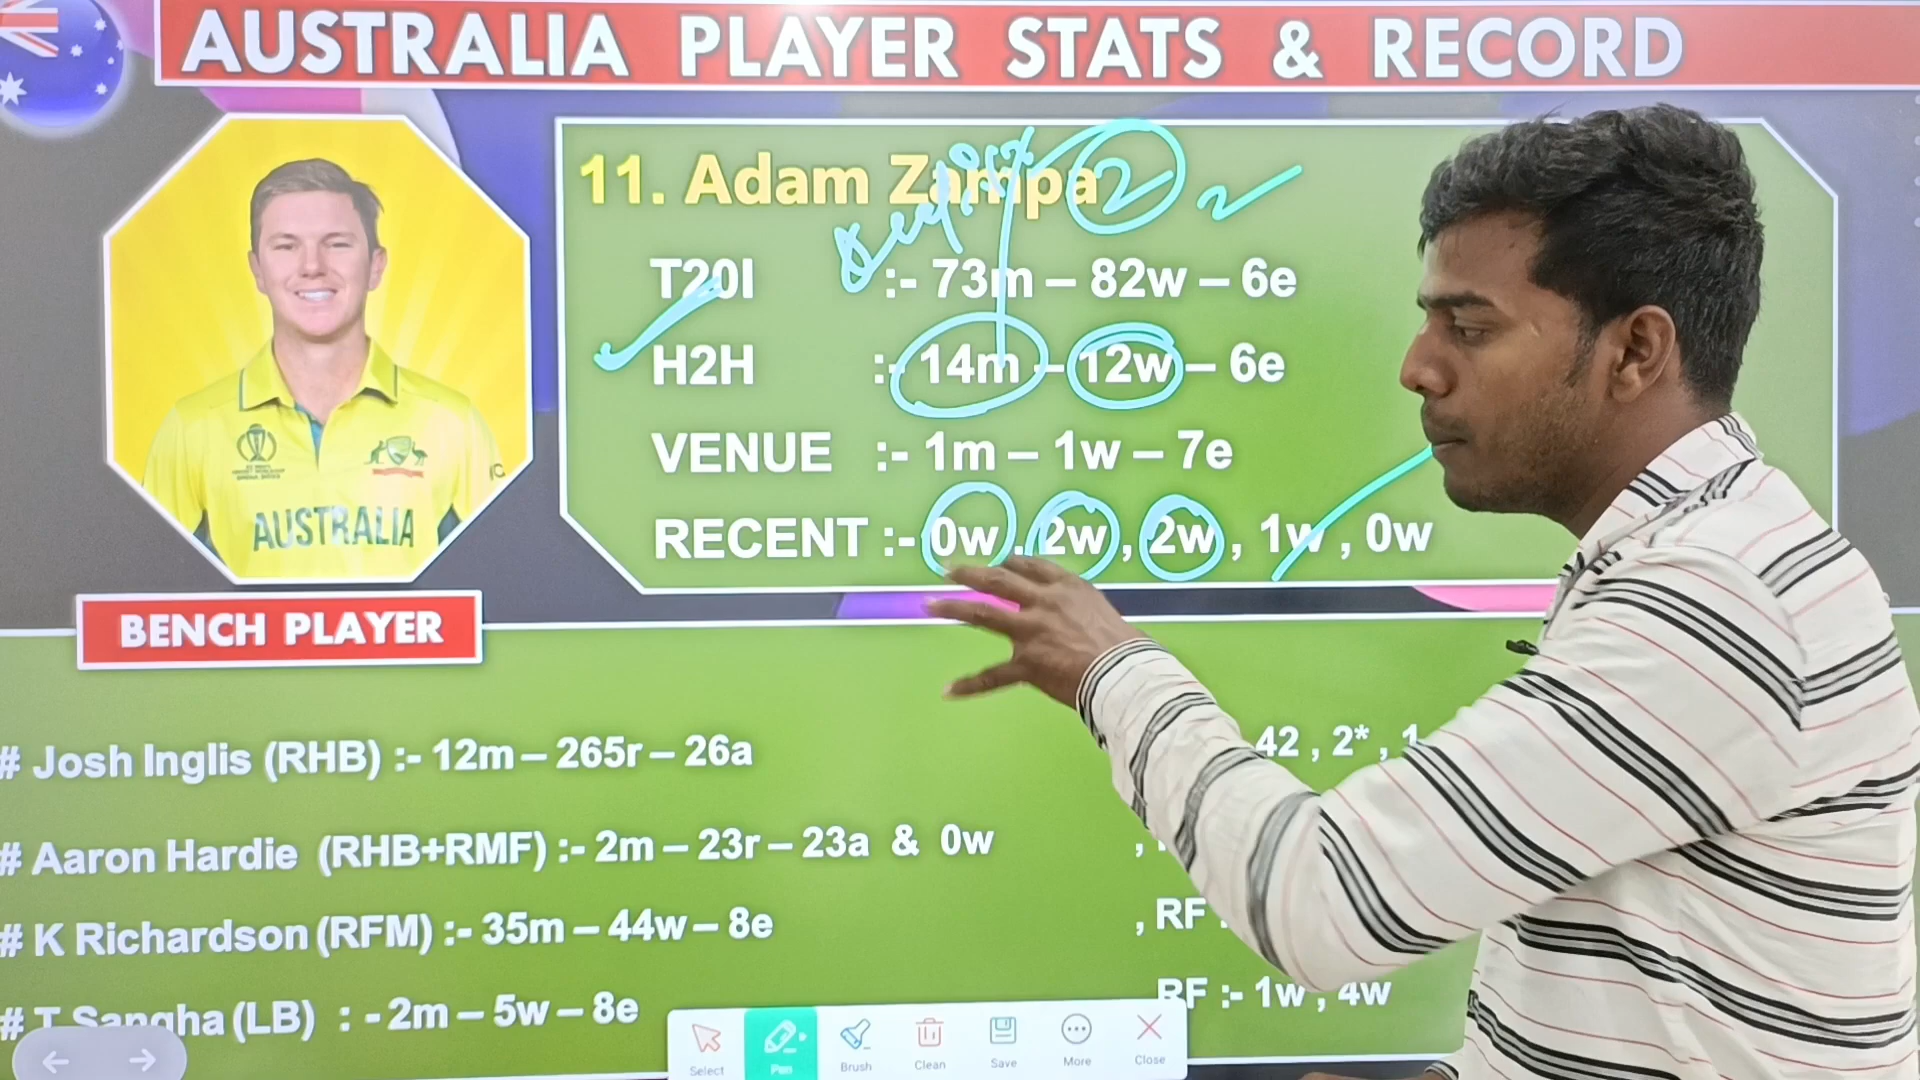 AUSTRALIA PLAYER STATS & RECORD
11. Adam Zampa
2
T20I :- 73m – 82w – 6e
H2H :- 14m – 12w – 6e
VENUE :- 1m – 1w – 7e
RECENT :- 0w , 2w , 2w , 1w , 0w
AUSTRALIA
BENCH PLAYER
# Josh Inglis (RHB) :- 12m – 265r – 26a
42 , 2* , 1
# Aaron Hardie (RHB+RMF) :- 2m – 23r – 23a & 0w
# K Richardson (RFM) :- 35m – 44w – 8e
, RF :
# T Sangha (LB) : - 2m – 5w – 8e
RF :- 1w , 4w
Select Pen Brush Clean Save More Close